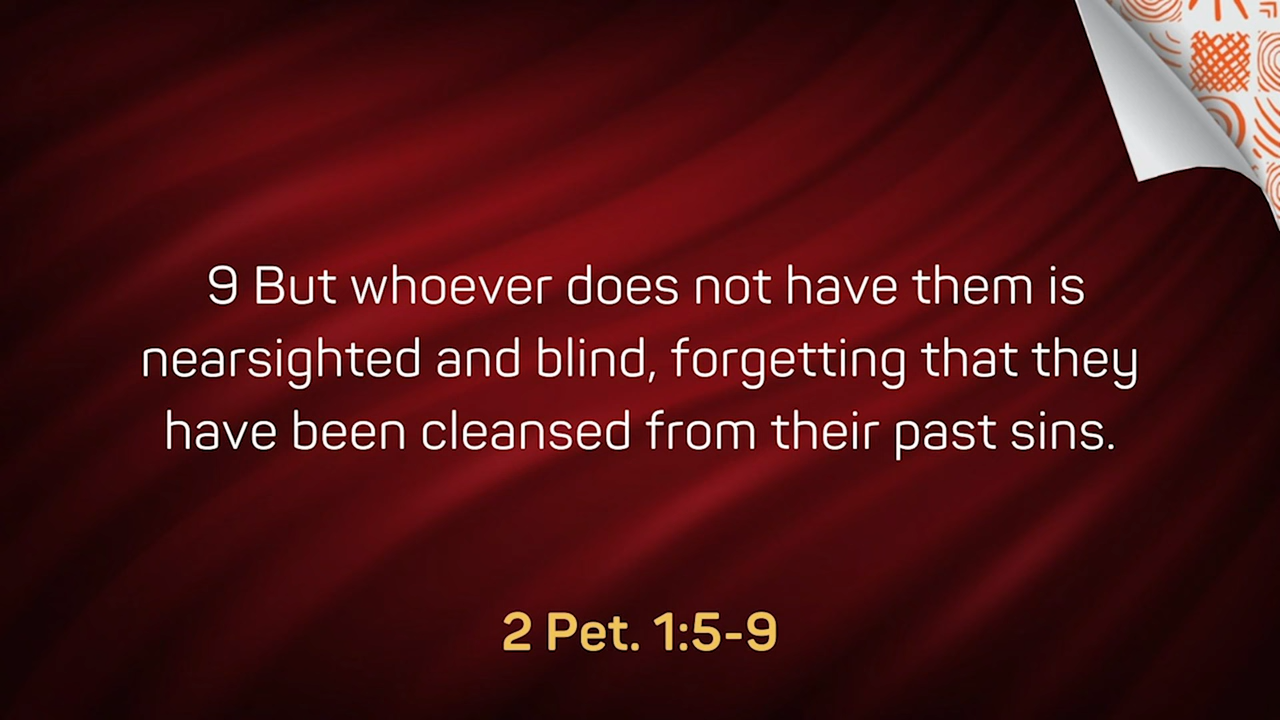 9 But whoever does not have them is
nearsighted and blind, forgetting that they
have been cleansed from their past sins.
2 Pet. 1:5-9